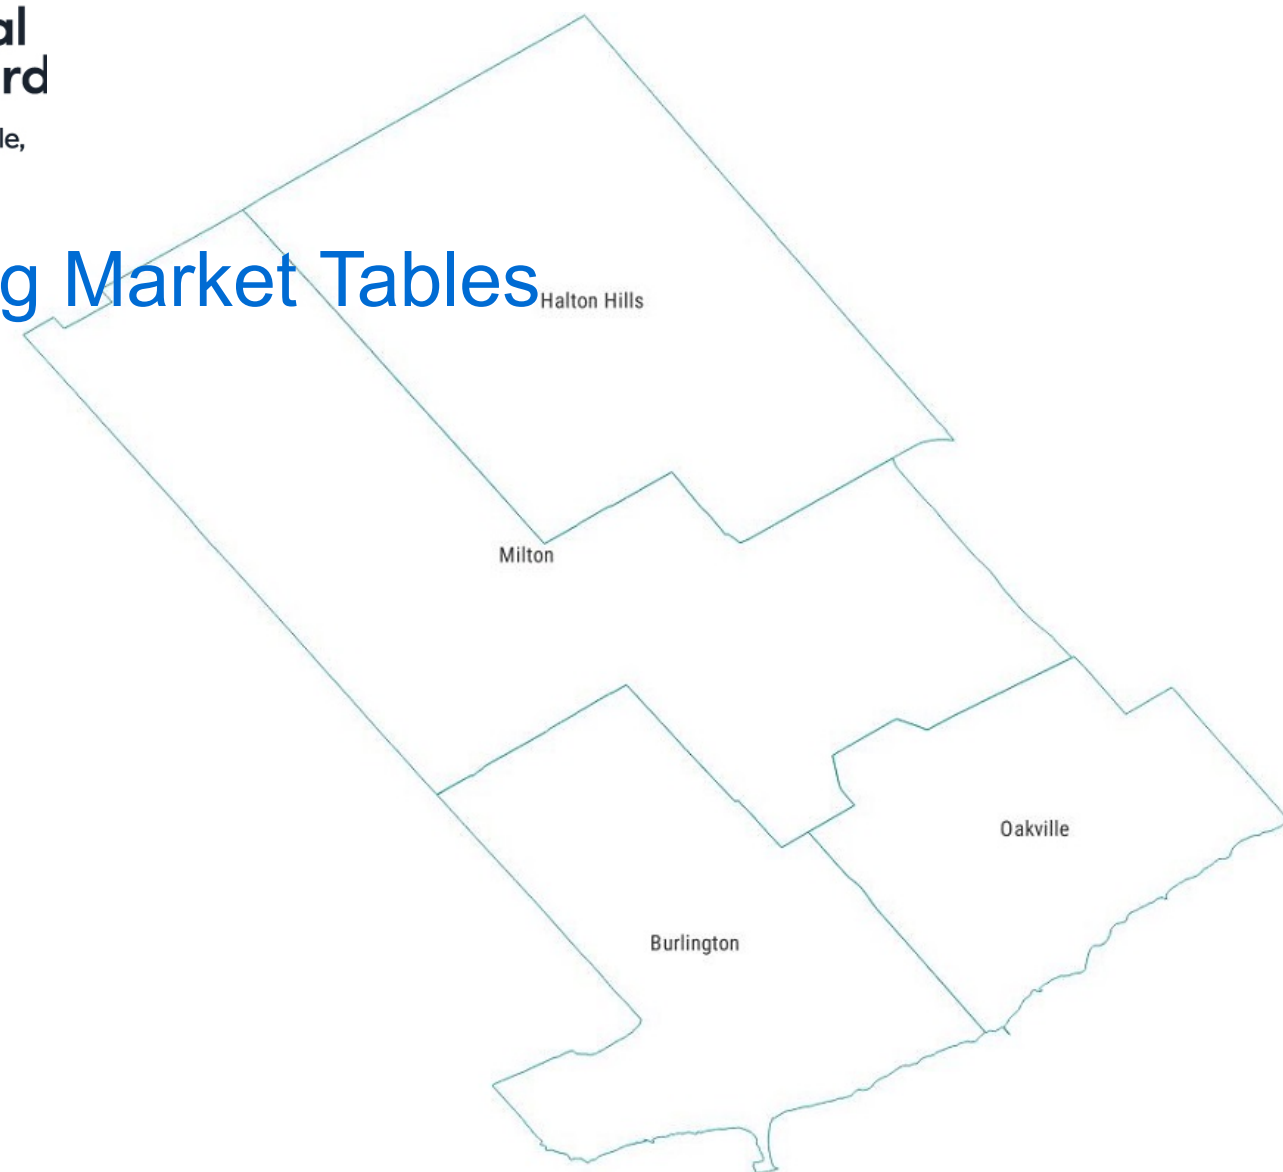 al
rd
le,
g Market Tables
Halton Hills
Milton
Oakville
Burlington